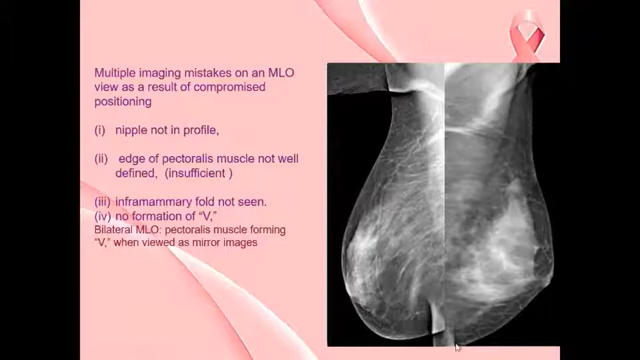 Multiple imaging mistakes on an MLO
view as a result of compromised
positioning
(i) nipple not in profile,
(ii) edge of pectoralis muscle not well
defined, (insufficient )
(iii) inframammary fold not seen.
(iv) no formation of “V,”
Bilateral MLO: pectoralis muscle forming
“V,” when viewed as mirror images